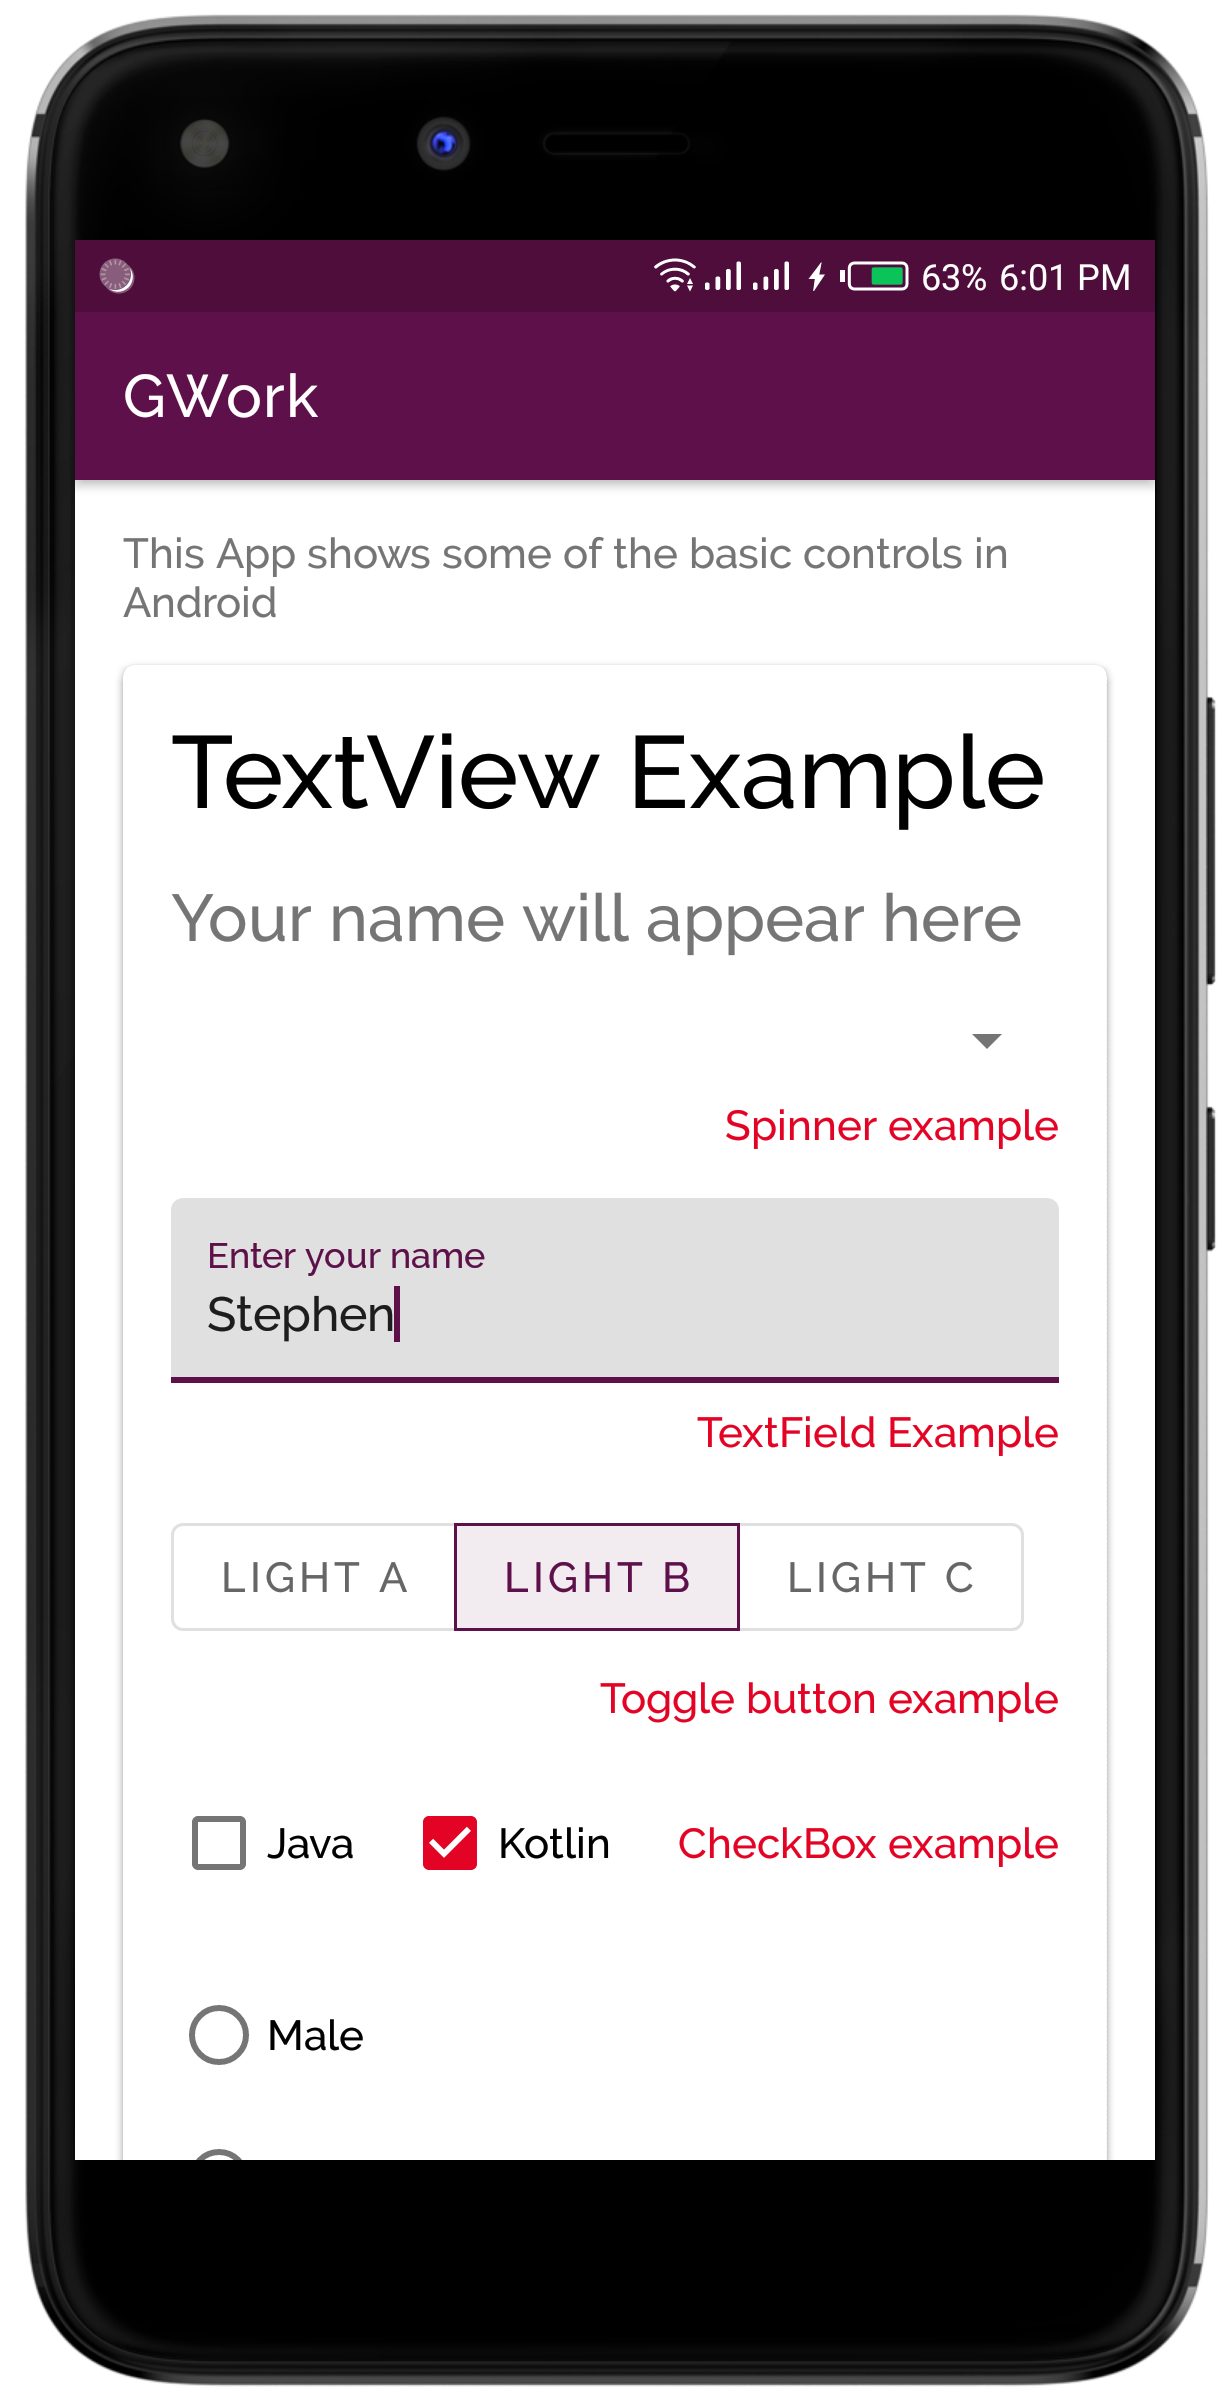 63% 6:01 PM
GWork
This App shows some of the basic controls in
Android
TextView Example
Your name will appear here
Spinner example
Enter your name
Stephen
TextField Example
LIGHT A LIGHT B LIGHT C
Toggle button example
Java Kotlin CheckBox example
Male